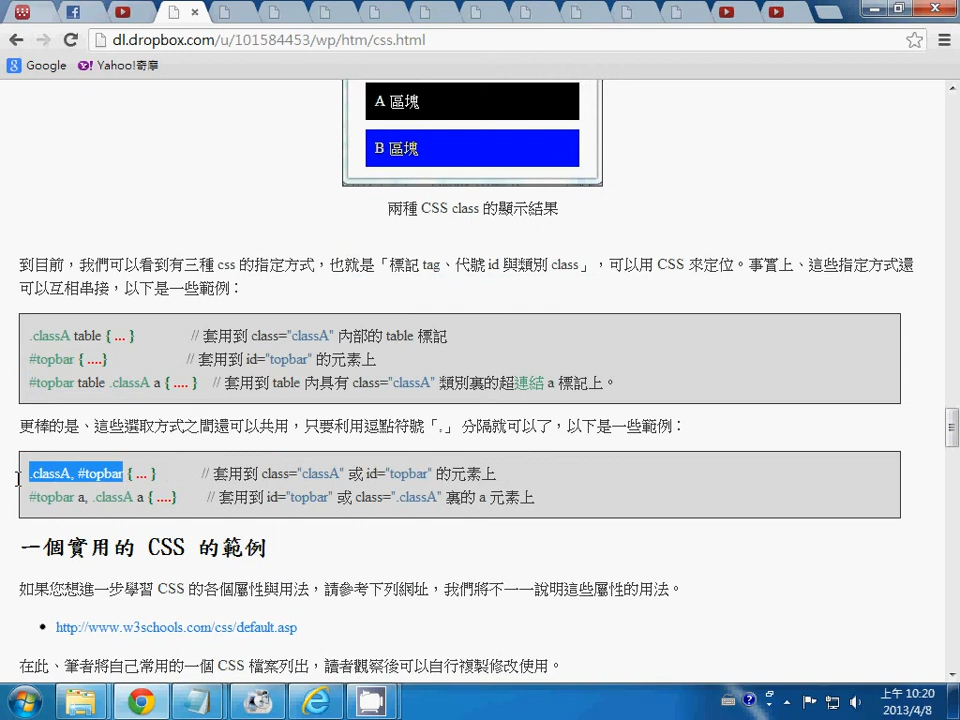 dl.dropbox.com/u/101584453/wp/htm/css.html
Google Yahoo!奇摩
A 區塊
B 區塊
兩種 CSS class 的顯示結果
到目前，我們可以看到有三種 css 的指定方式，也就是「標記 tag、代號 id 與類別 class」，可以用 CSS 來定位。事實上、這些指定方式還
可以互相串接，以下是一些範例：
.classA table { ... } // 套用到 class="classA" 內部的 table 標記
#topbar { ....} // 套用到 id="topbar" 的元素上
#topbar table .classA a { .... } // 套用到 table 內具有 class="classA" 類別裏的超連結 a 標記上。
更棒的是、這些選取方式之間還可以共用，只要利用逗點符號「,」 分隔就可以了，以下是一些範例：
.classA, #topbar { ... } // 套用到 class="classA" 或 id="topbar" 的元素上
#topbar a, .classA a { ....} // 套用到 id="topbar" 或 class=".classA" 裏的 a 元素上
一個實用的 CSS 的範例
如果您想進一步學習 CSS 的各個屬性與用法，請參考下列網址，我們將不一一說明這些屬性的用法。
http://www.w3schools.com/css/default.asp
在此、筆者將自己常用的一個 CSS 檔案列出，讀者觀察後可以自行複製修改使用。
上午 10:20
2013/4/8